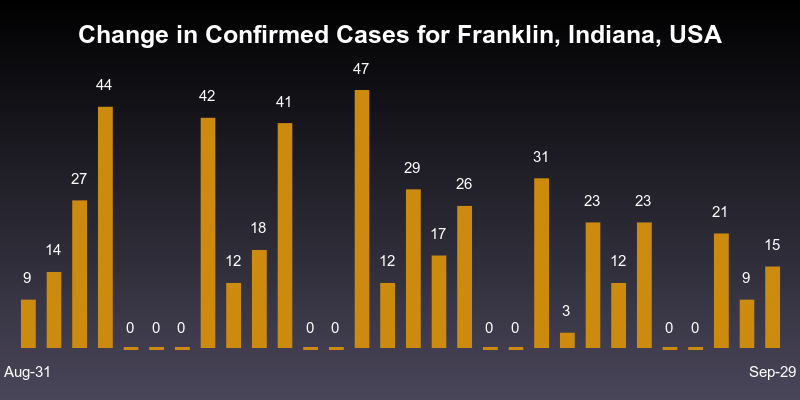 Change in Confirmed Cases for Franklin, Indiana, USA
9 14 27 44 0 0 0 42 12 18 41 0 0 47 12 29 17 26 0 0 31 3 23 12 23 0 0 21 9 15
Aug-31 Sep-29